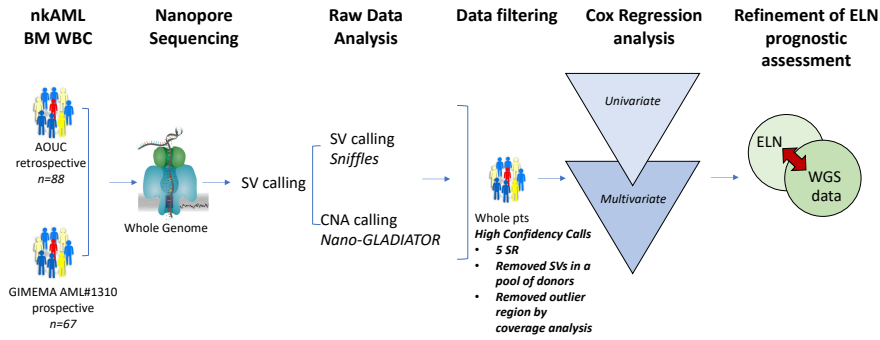 nkAML
BM WBC
Nanopore
Sequencing
Raw Data
Analysis
Data filtering
Cox Regression
analysis
Refinement of ELN
prognostic
assessment
AOUC
retrospective
n=88
GIMEMA AML#1310
prospective
n=67
Whole Genome
SV calling
SV calling
Sniffles
CNA calling
Nano-GLADIATOR
Whole pts
High Confidency Calls
• 5 SR
• Removed SVs in a
pool of donors
• Removed outlier
region by
coverage analysis
Univariate
Multivariate
ELN
WGS
data